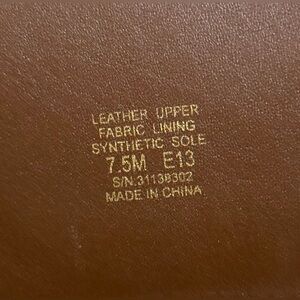 LEATHER UPPER
FABRIC LINING
SYNTHETIC SOLE
7.5M E13
S/N.31138302
MADE IN CHINA